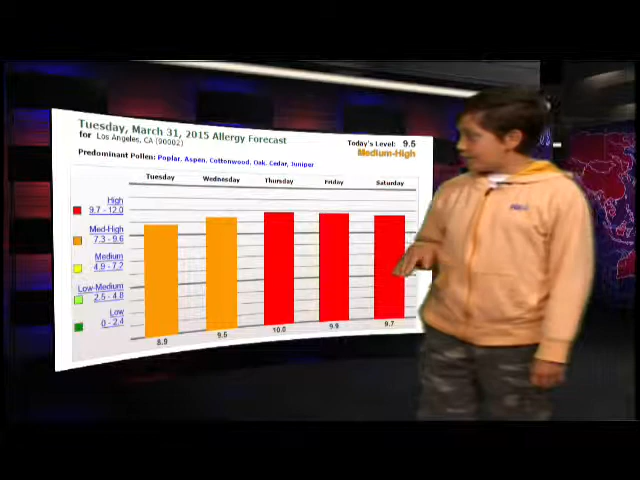 Tuesday, March 31, 2015 Allergy Forecast
for Los Angeles, CA (90002)
Today's Level: 9.5
Medium-High
Predominant Pollen: Poplar, Aspen, Cottonwood, Oak, Cedar, Juniper
Tuesday Wednesday Thursday Friday Saturday
High
9.7 - 12.0
Med-High
7.3 - 9.6
Medium
4.9 - 7.2
Low-Medium
2.5 - 4.8
Low
0 - 2.4
8.9 9.5 10.0 9.9 9.7